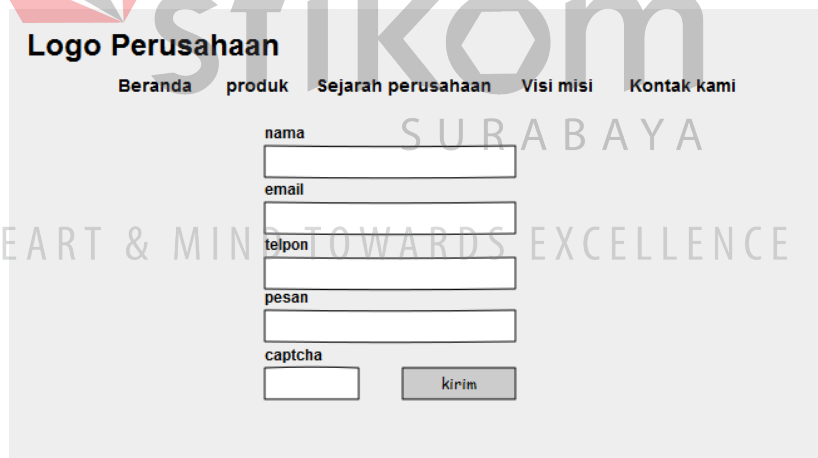 stikom
Logo Perusahaan
Beranda produk Sejarah perusahaan Visi misi Kontak kami
SURABAYA
nama
email
EART & MIND TOWARDS EXCELLENCE
telpon
pesan
captcha
kirim